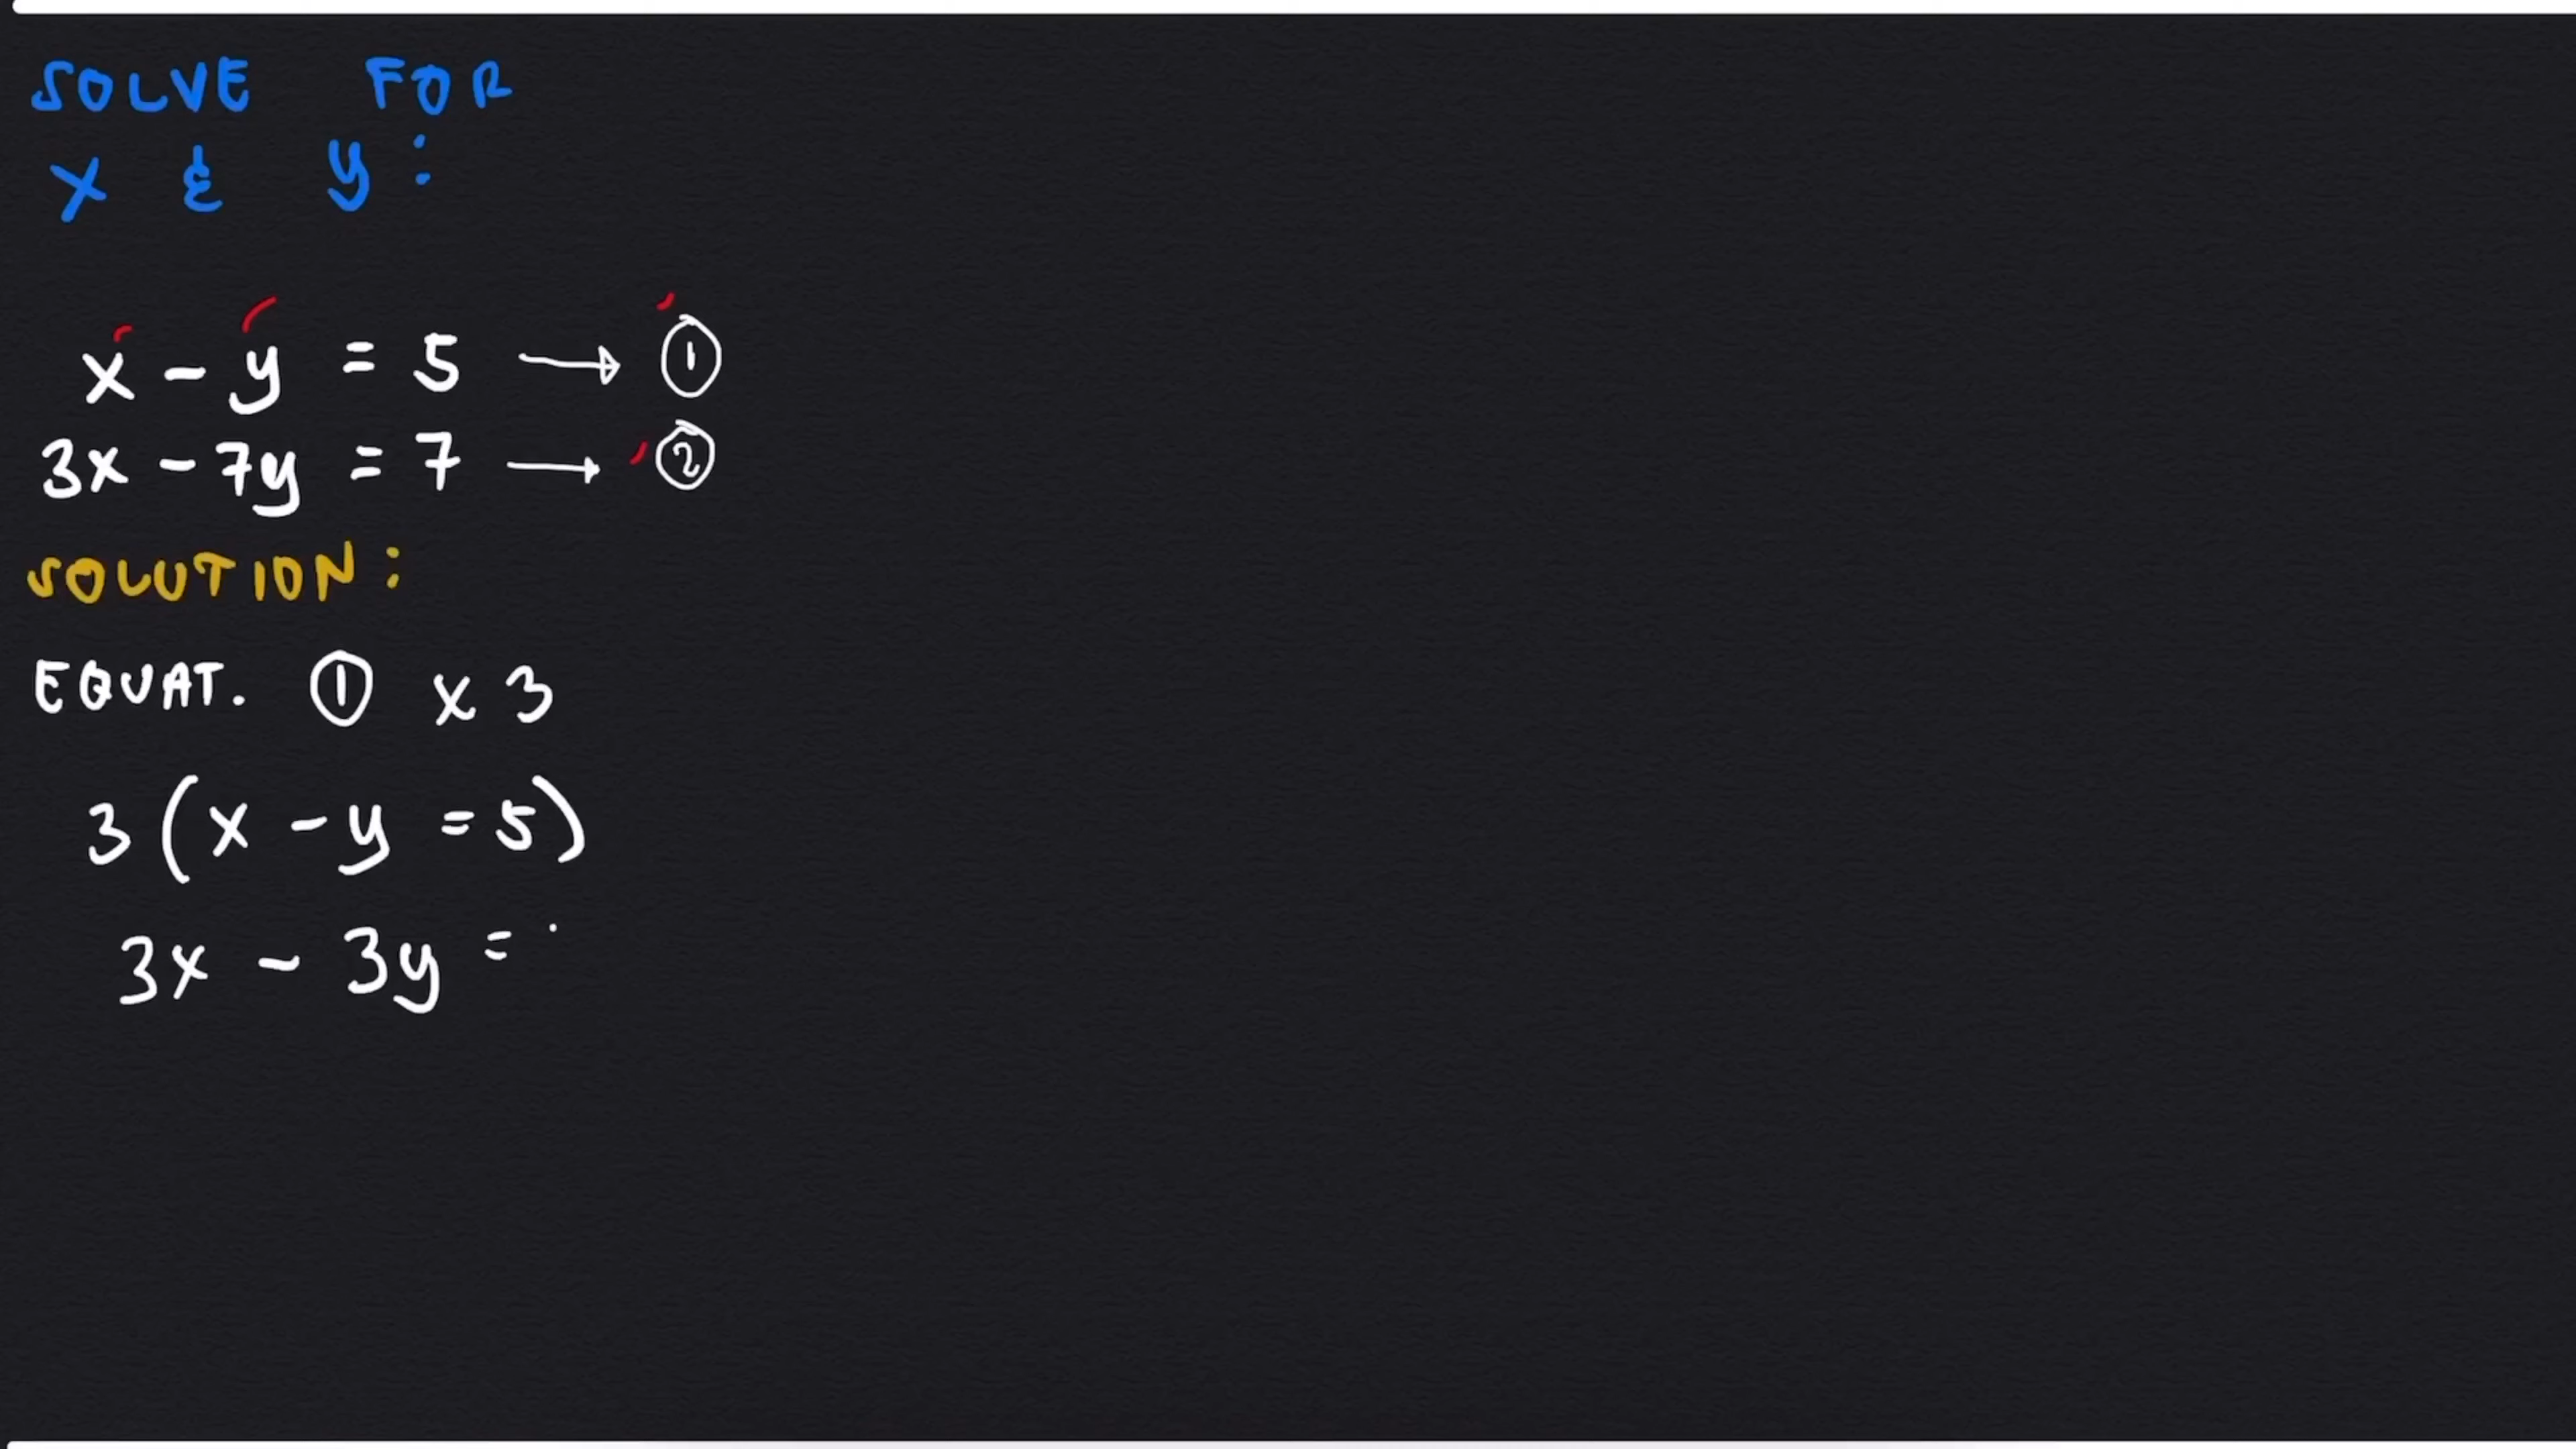 SOLVE FOR
x & y:
x - y = 5 → ①
3x - 7y = 7 → ②
SOLUTION:
EQUAT. ① x 3
3(x - y = 5)
3x - 3y =